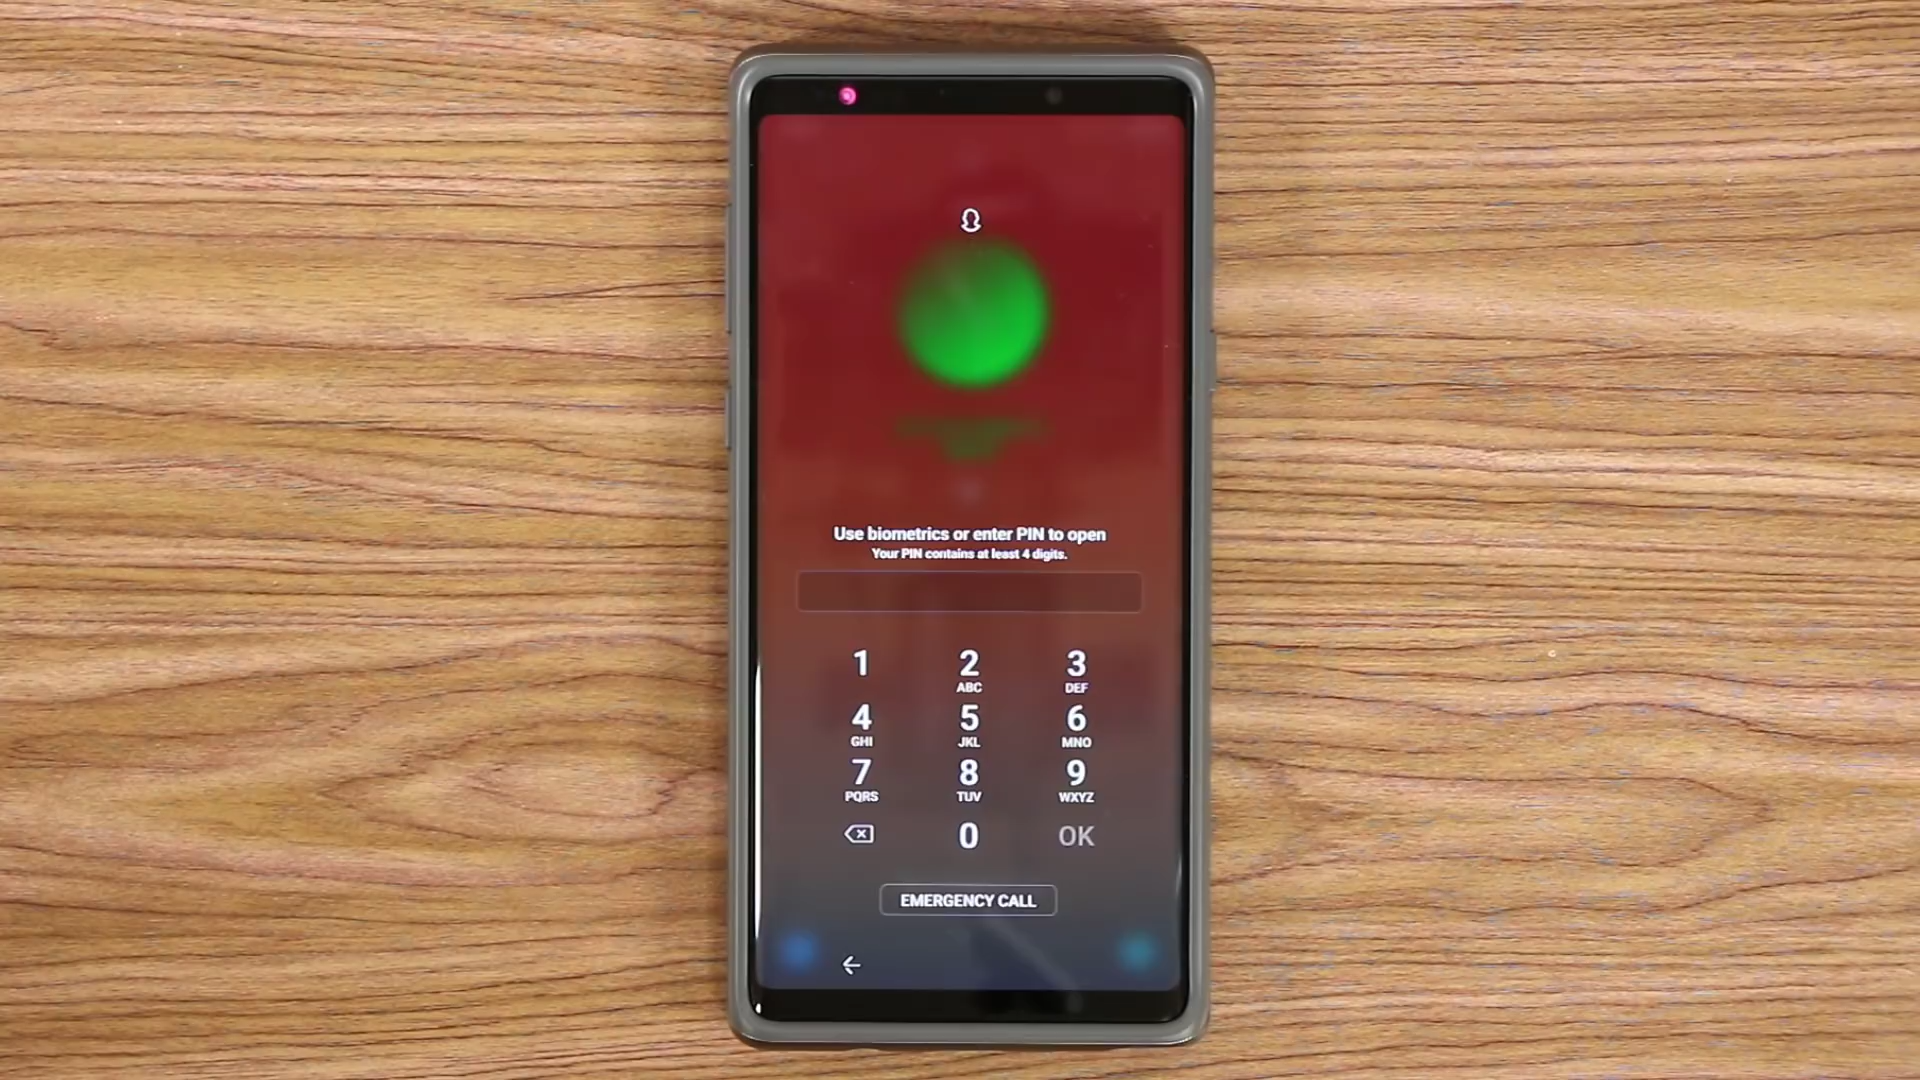 Use biometrics or enter PIN to open
Your PIN contains at least 4 digits.
1 2 3
ABC DEF
4 5 6
GHI JKL MNO
7 8 9
PQRS TUV WXYZ
0 OK
EMERGENCY CALL